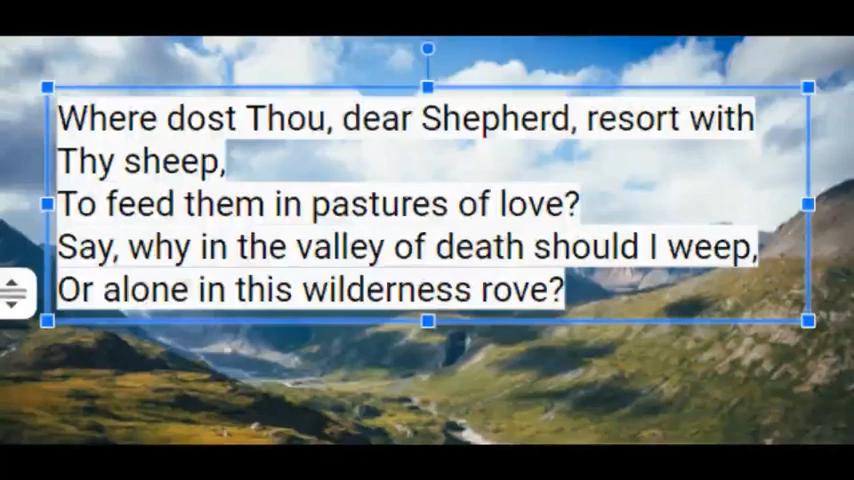 Where dost Thou, dear Shepherd, resort with
Thy sheep,
To feed them in pastures of love?
Say, why in the valley of death should I weep,
Or alone in this wilderness rove?